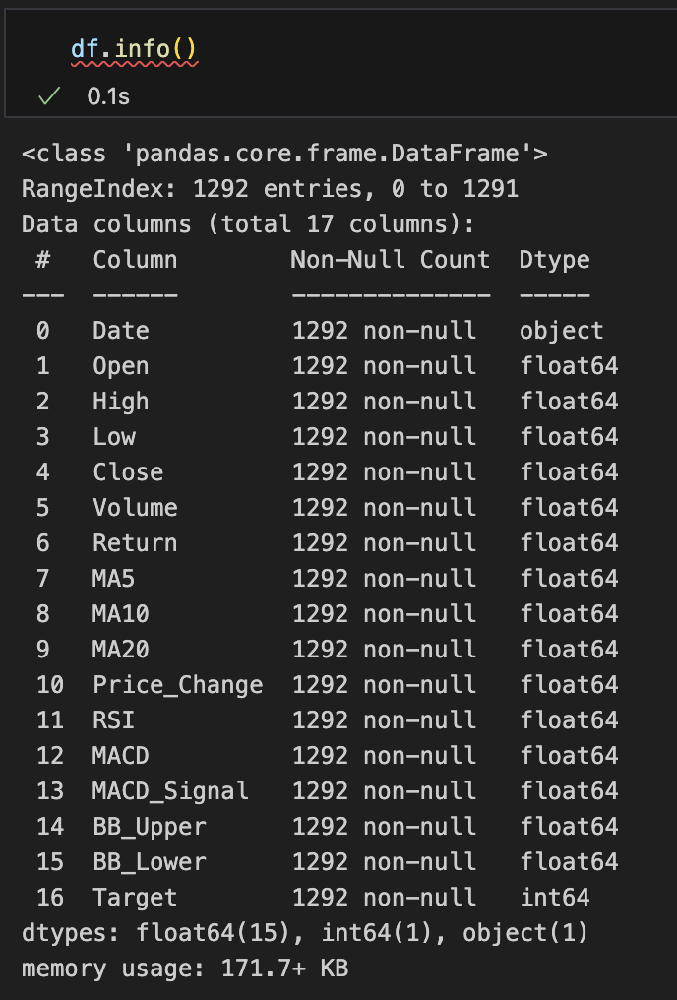 df.info()
0.1s
<class 'pandas.core.frame.DataFrame'>
RangeIndex: 1292 entries, 0 to 1291
Data columns (total 17 columns):
 #   Column        Non-Null Count  Dtype
---  ------        --------------  -----
 0   Date          1292 non-null   object
 1   Open          1292 non-null   float64
 2   High          1292 non-null   float64
 3   Low           1292 non-null   float64
 4   Close         1292 non-null   float64
 5   Volume        1292 non-null   float64
 6   Return        1292 non-null   float64
 7   MA5           1292 non-null   float64
 8   MA10          1292 non-null   float64
 9   MA20          1292 non-null   float64
 10  Price_Change  1292 non-null   float64
 11  RSI           1292 non-null   float64
 12  MACD          1292 non-null   float64
 13  MACD_Signal   1292 non-null   float64
 14  BB_Upper      1292 non-null   float64
 15  BB_Lower      1292 non-null   float64
 16  Target        1292 non-null   int64
dtypes: float64(15), int64(1), object(1)
memory usage: 171.7+ KB